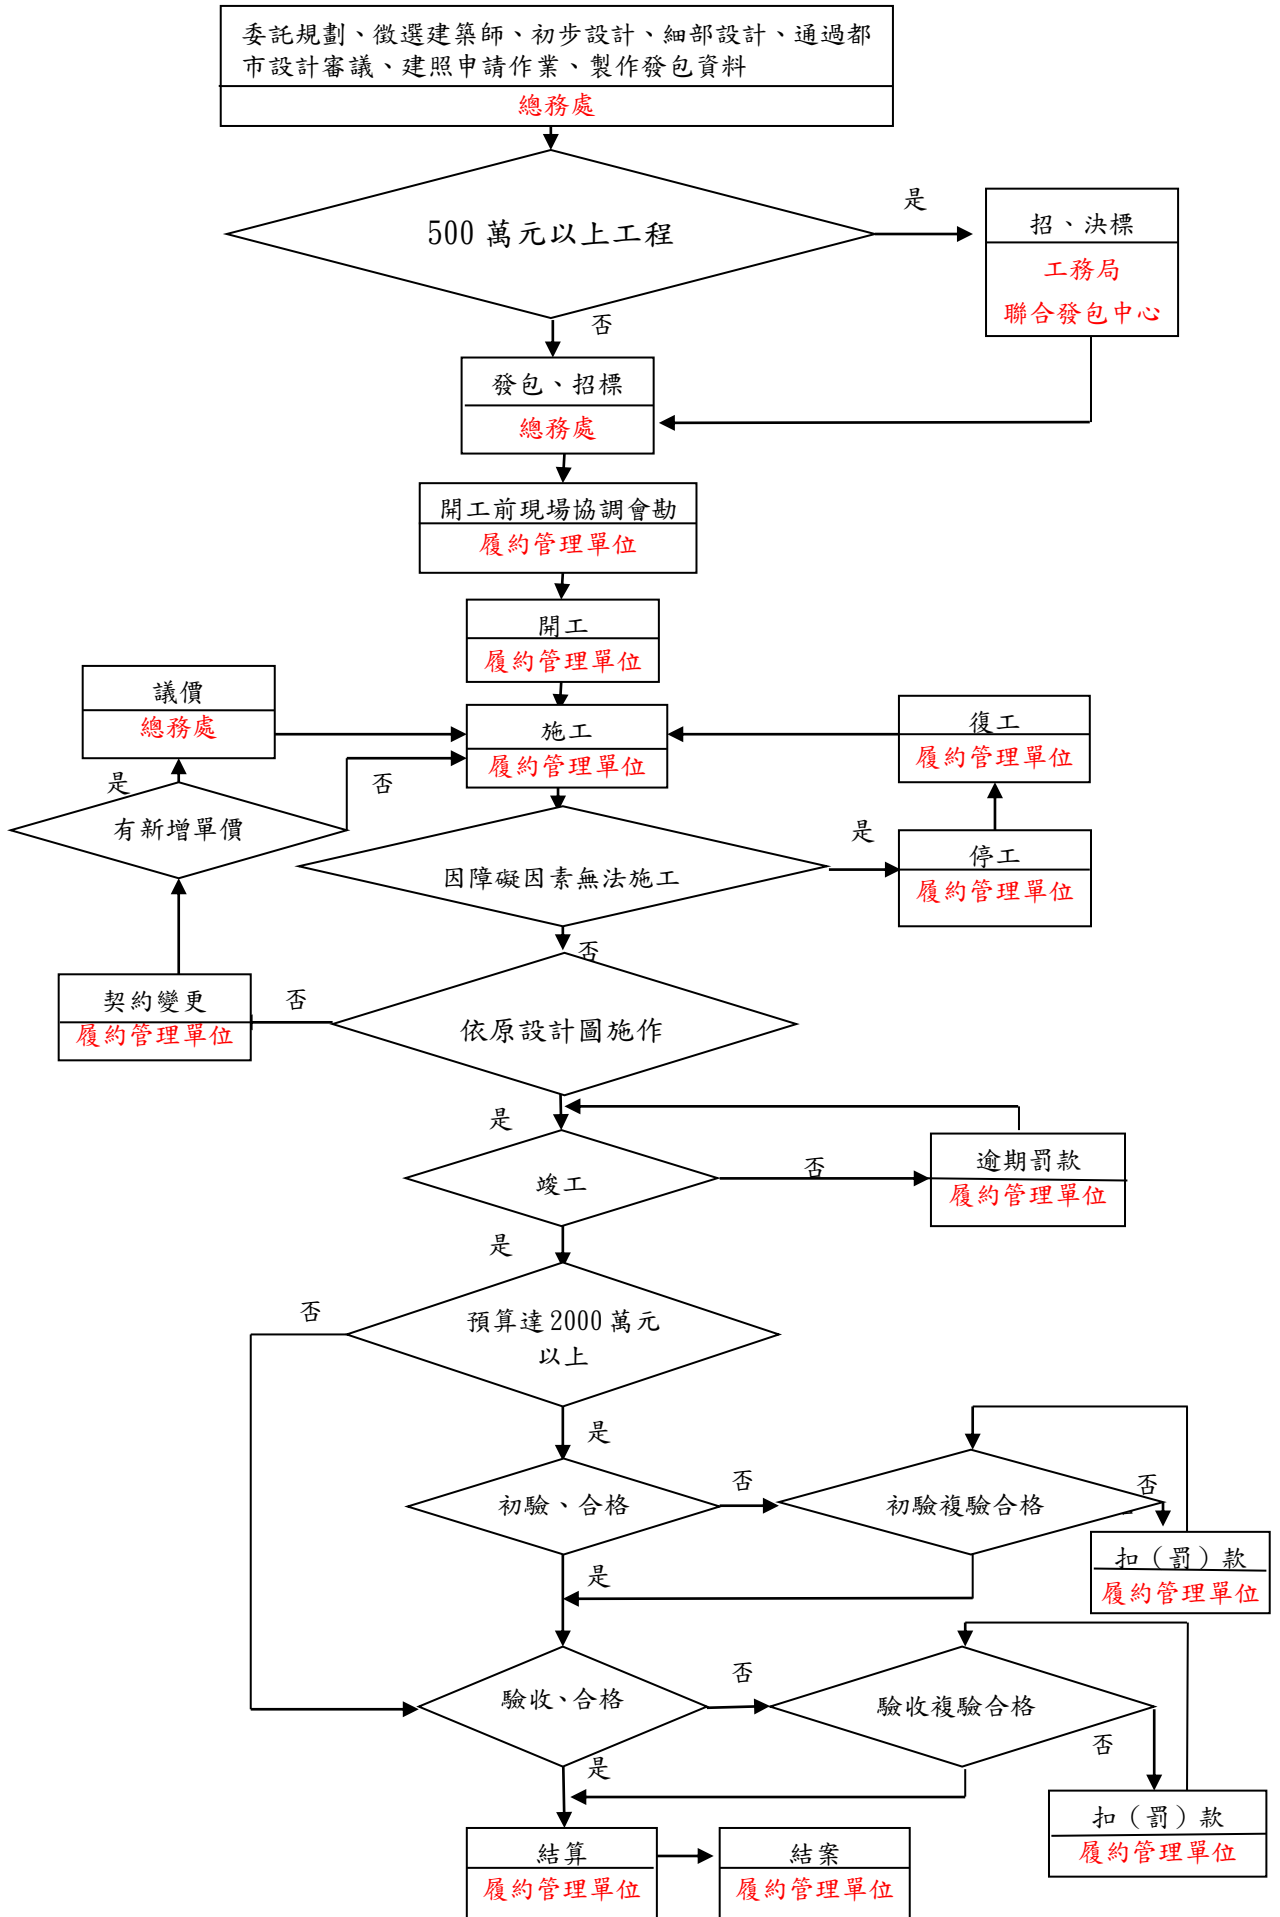 委託規劃、徵選建築師、初步設計、細部設計、通過都
市設計審議、建照申請作業、製作發包資料
總務處
500 萬元以上工程
是
招、決標
工務局
聯合發包中心
否
發包、招標
總務處
開工前現場協調會勘
履約管理單位
開工
履約管理單位
議價
總務處
施工
履約管理單位
復工
履約管理單位
是
否
有新增單價
因障礙因素無法施工
是
停工
履約管理單位
否
契約變更
履約管理單位
否
依原設計圖施作
是
竣工
否
逾期罰款
履約管理單位
是
否
預算達 2000 萬元
以上
是
初驗、合格
否
初驗複驗合格
否
扣（罰）款
履約管理單位
是
驗收、合格
否
驗收複驗合格
否
扣（罰）款
履約管理單位
是
結算
履約管理單位
結案
履約管理單位